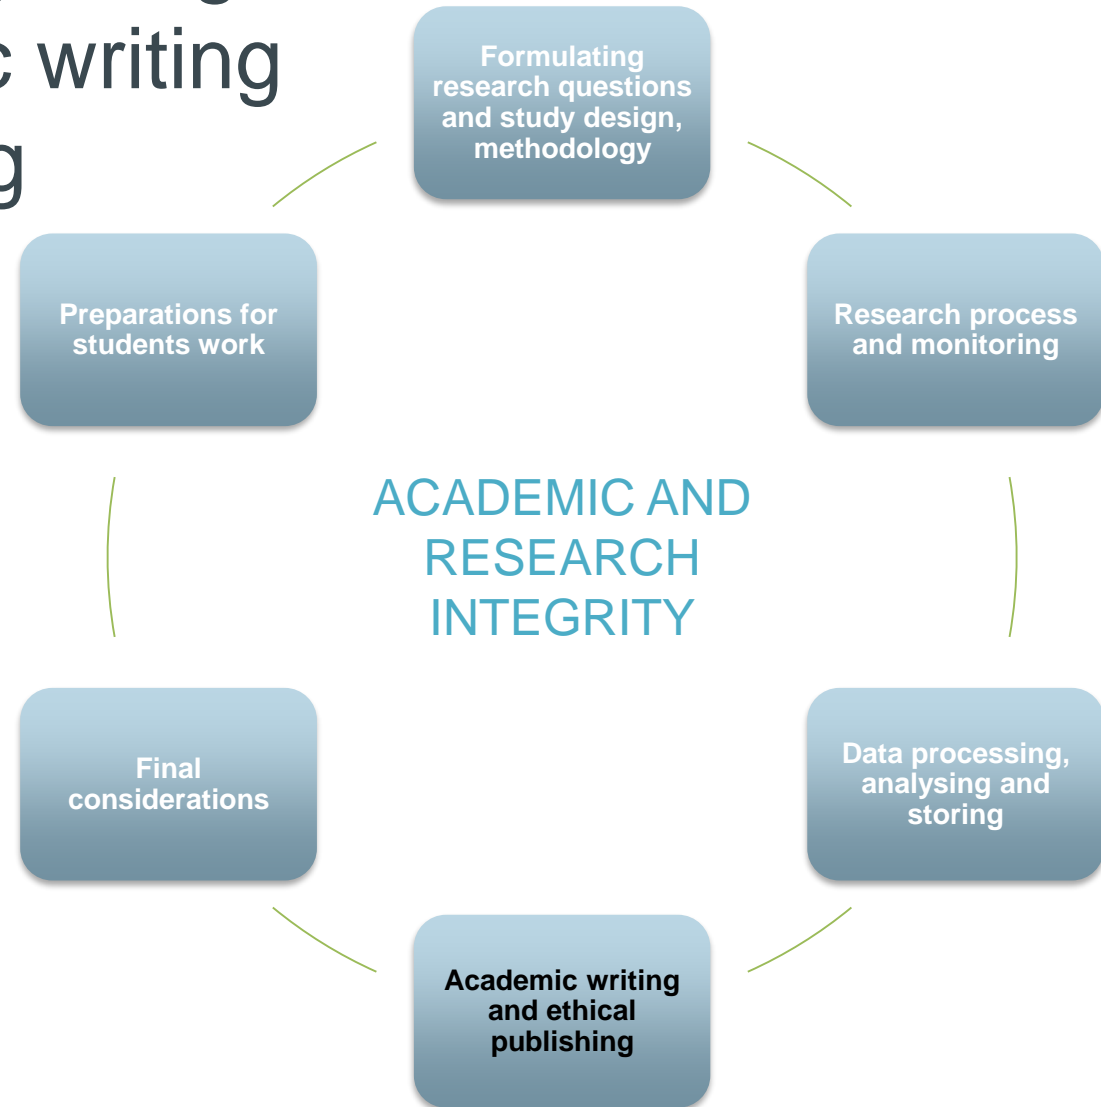 writing
Formulating
research questions
and study design,
methodology
Preparations for
students work
Research process
and monitoring
ACADEMIC AND
RESEARCH
INTEGRITY
Final
considerations
Data processing,
analysing and
storing
Academic writing
and ethical
publishing